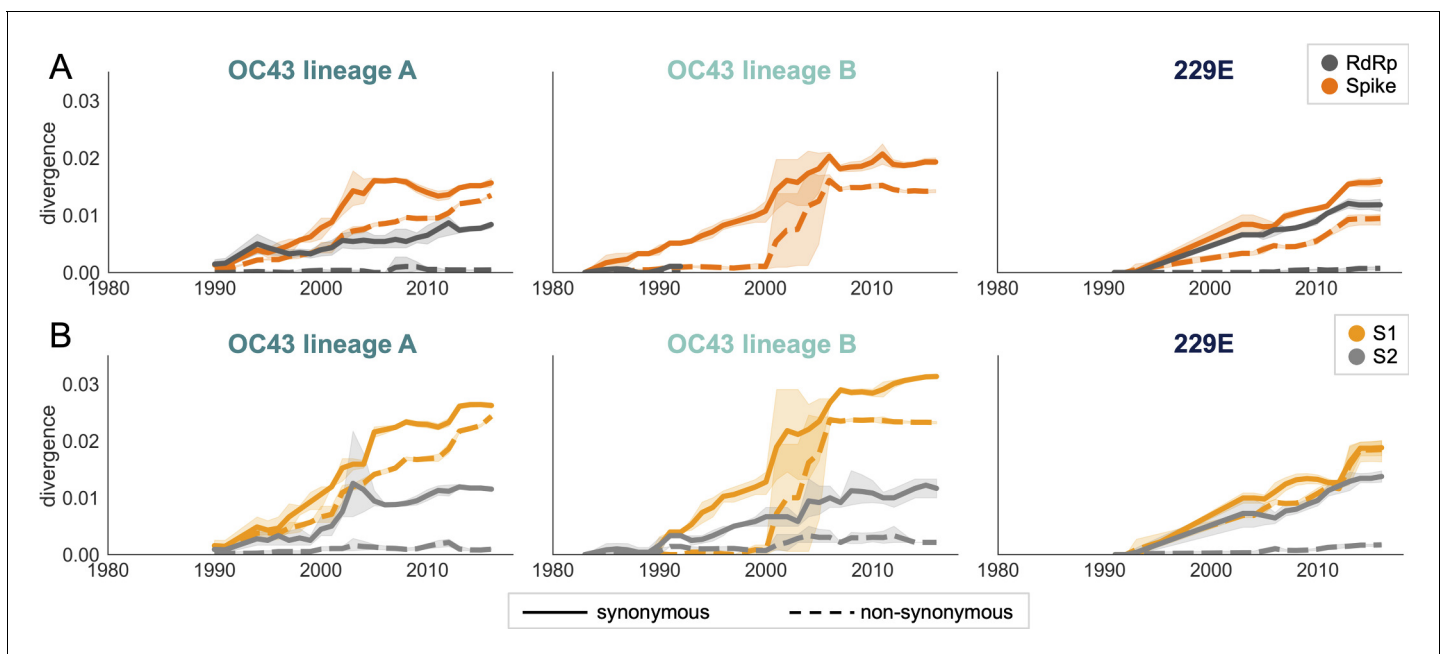 A
OC43 lineage A
OC43 lineage B
229E
RdRp
Spike
divergence
0.03
0.02
0.01
0.00
1980 1990 2000 2010
1980 1990 2000 2010
1980 1990 2000 2010
B
OC43 lineage A
OC43 lineage B
229E
S1
S2
divergence
0.03
0.02
0.01
0.00
1980 1990 2000 2010
1980 1990 2000 2010
1980 1990 2000 2010
synonymous non-synonymous